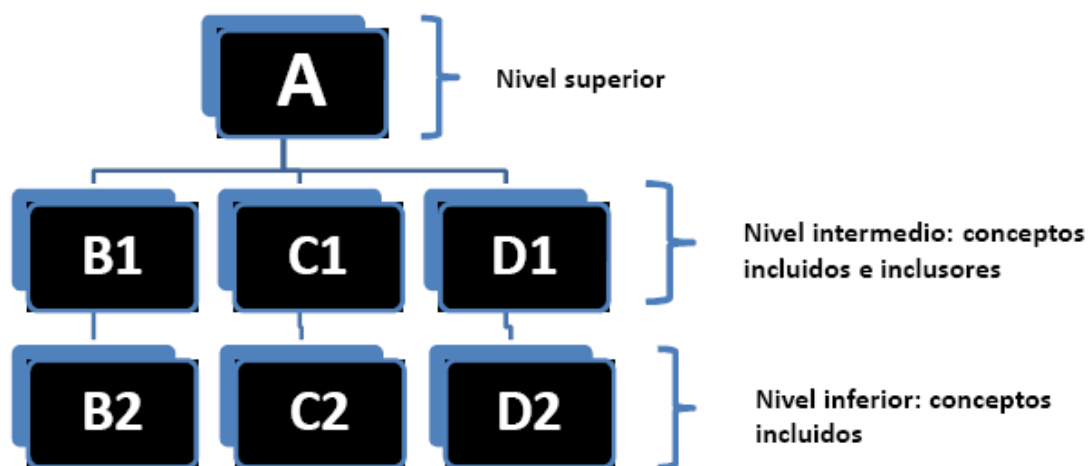 A
Nivel superior
B1
C1
D1
Nivel intermedio: conceptos
incluidos e inclusores
B2
C2
D2
Nivel inferior: conceptos
incluidos